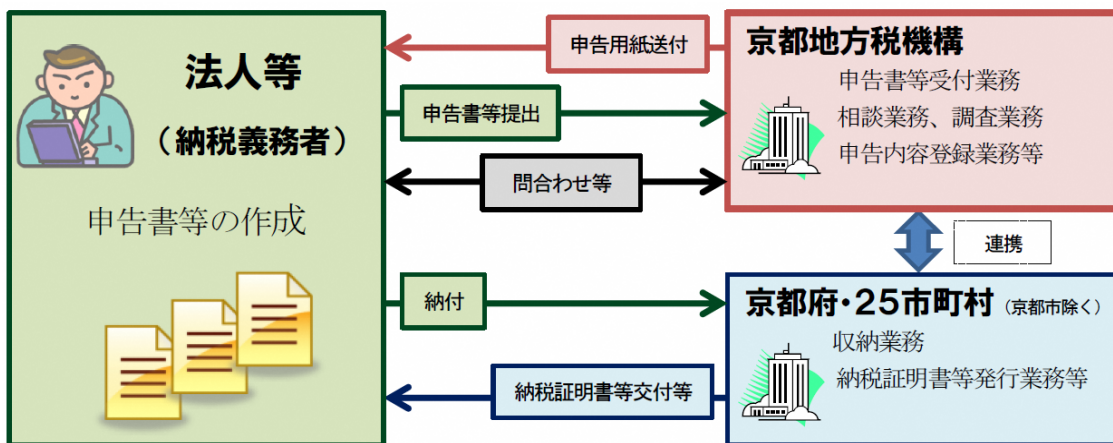 法人等
（納税義務者）
申告書等の作成
申告用紙送付
申告書等提出
問合わせ等
納付
納税証明書等交付等
京都地方税機構
申告書等受付業務
相談業務、調査業務
申告内容登録業務等
連携
京都府・25市町村（京都市除く）
収納業務
納税証明書等発行業務等